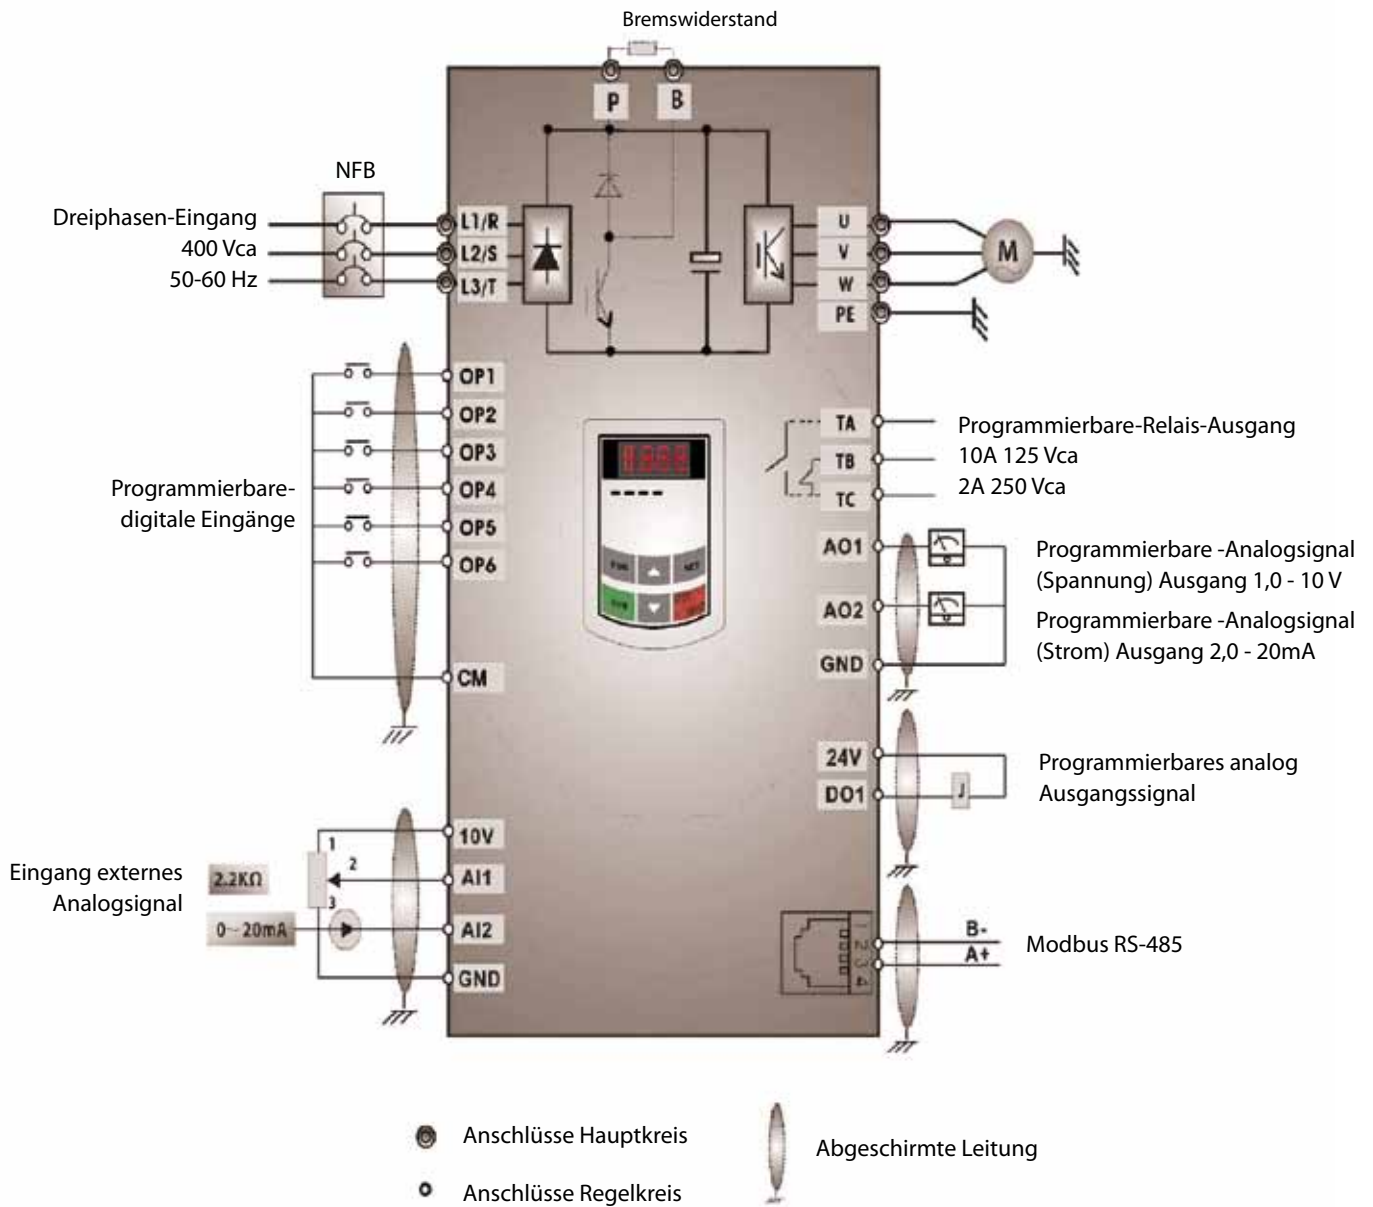 Bremswiderstand
P
B
NFB
Dreiphasen-Eingang
400 Vca
50-60 Hz
L1/R
L2/S
L3/T
U
V
W
PE
M
OP1
OP2
OP3
OP4
OP5
OP6
CM
Programmierbare-
digitale Eingänge
TA
TB
TC
Programmierbare-Relais-Ausgang
10A 125 Vca
2A 250 Vca
AO1
AO2
GND
Programmierbare -Analogsignal
(Spannung) Ausgang 1,0 - 10 V
Programmierbare -Analogsignal
(Strom) Ausgang 2,0 - 20mA
24V
DO1
J
Programmierbares analog
Ausgangssignal
10V
AI1
AI2
GND
1
2
3
Eingang externes
Analogsignal
2.2KΩ
0~20mA
1
2
3
4
B-
A+
Modbus RS-485
Anschlüsse Hauptkreis
Abgeschirmte Leitung
Anschlüsse Regelkreis